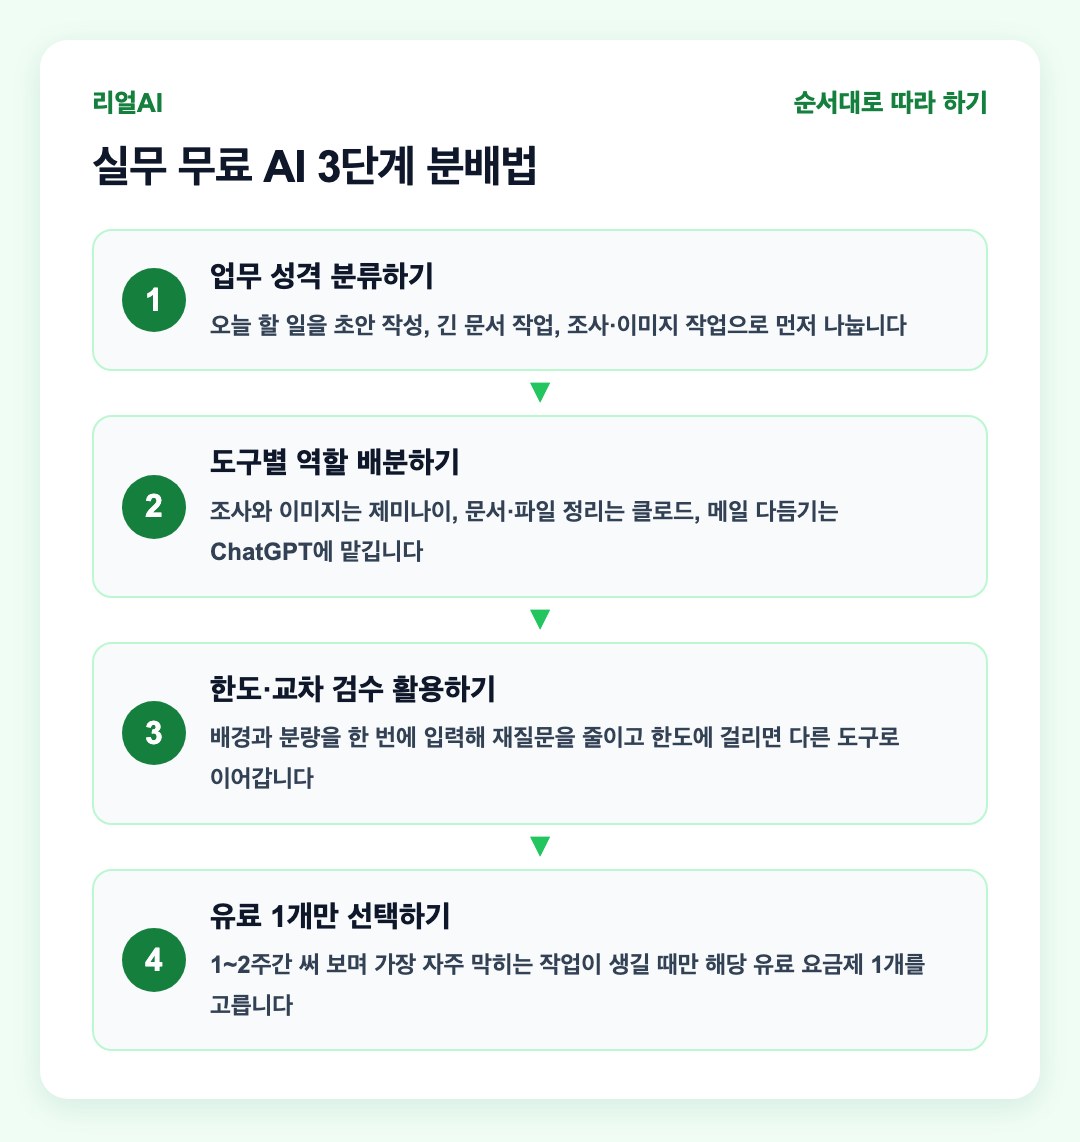 리얼AI
순서대로 따라 하기
실무 무료 AI 3단계 분배법
1
업무 성격 분류하기
오늘 할 일을 초안 작성, 긴 문서 작업, 조사·이미지 작업으로 먼저 나눕니다
▼
2
도구별 역할 배분하기
조사와 이미지는 제미나이, 문서·파일 정리는 클로드, 메일 다듬기는
ChatGPT에 맡깁니다
▼
3
한도·교차 검수 활용하기
배경과 분량을 한 번에 입력해 재질문을 줄이고 한도에 걸리면 다른 도구로
이어갑니다
▼
4
유료 1개만 선택하기
1~2주간 써 보며 가장 자주 막히는 작업이 생길 때만 해당 유료 요금제 1개를
고릅니다